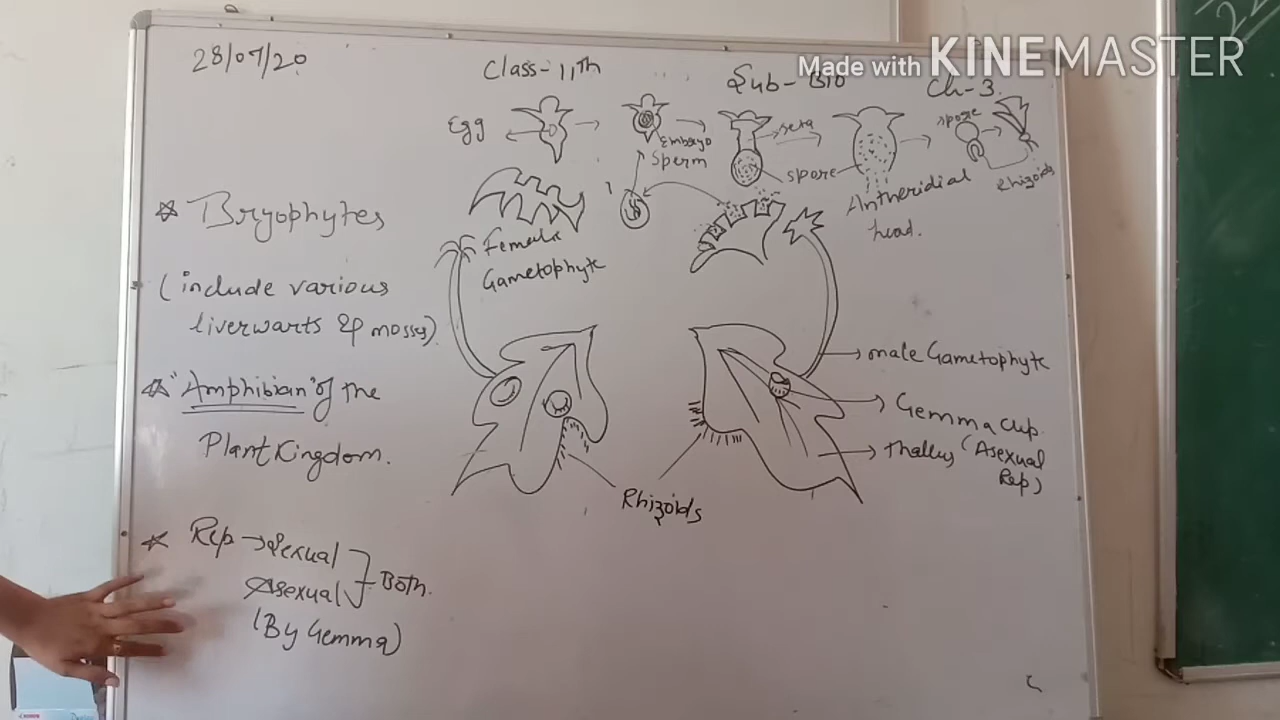 Made with KINEMASTER
28/07/20
Class-11th
Sub-Bio
Ch-3
Egg
Embryo
Sperm
seta
spore
spore
Rhizoids
Antheridial
head.
Female
Gametophyte
☆ Bryophytes
(include various
liverwarts & mosses)
☆ "Amphibian" of the
Plant Kingdom.
☆ Rep → Sexual
Asexual
Both.
(By Gemma)
male Gametophyte
Gemma cup.
Thallus (Asexual
Rep)
Rhizoids
Canon